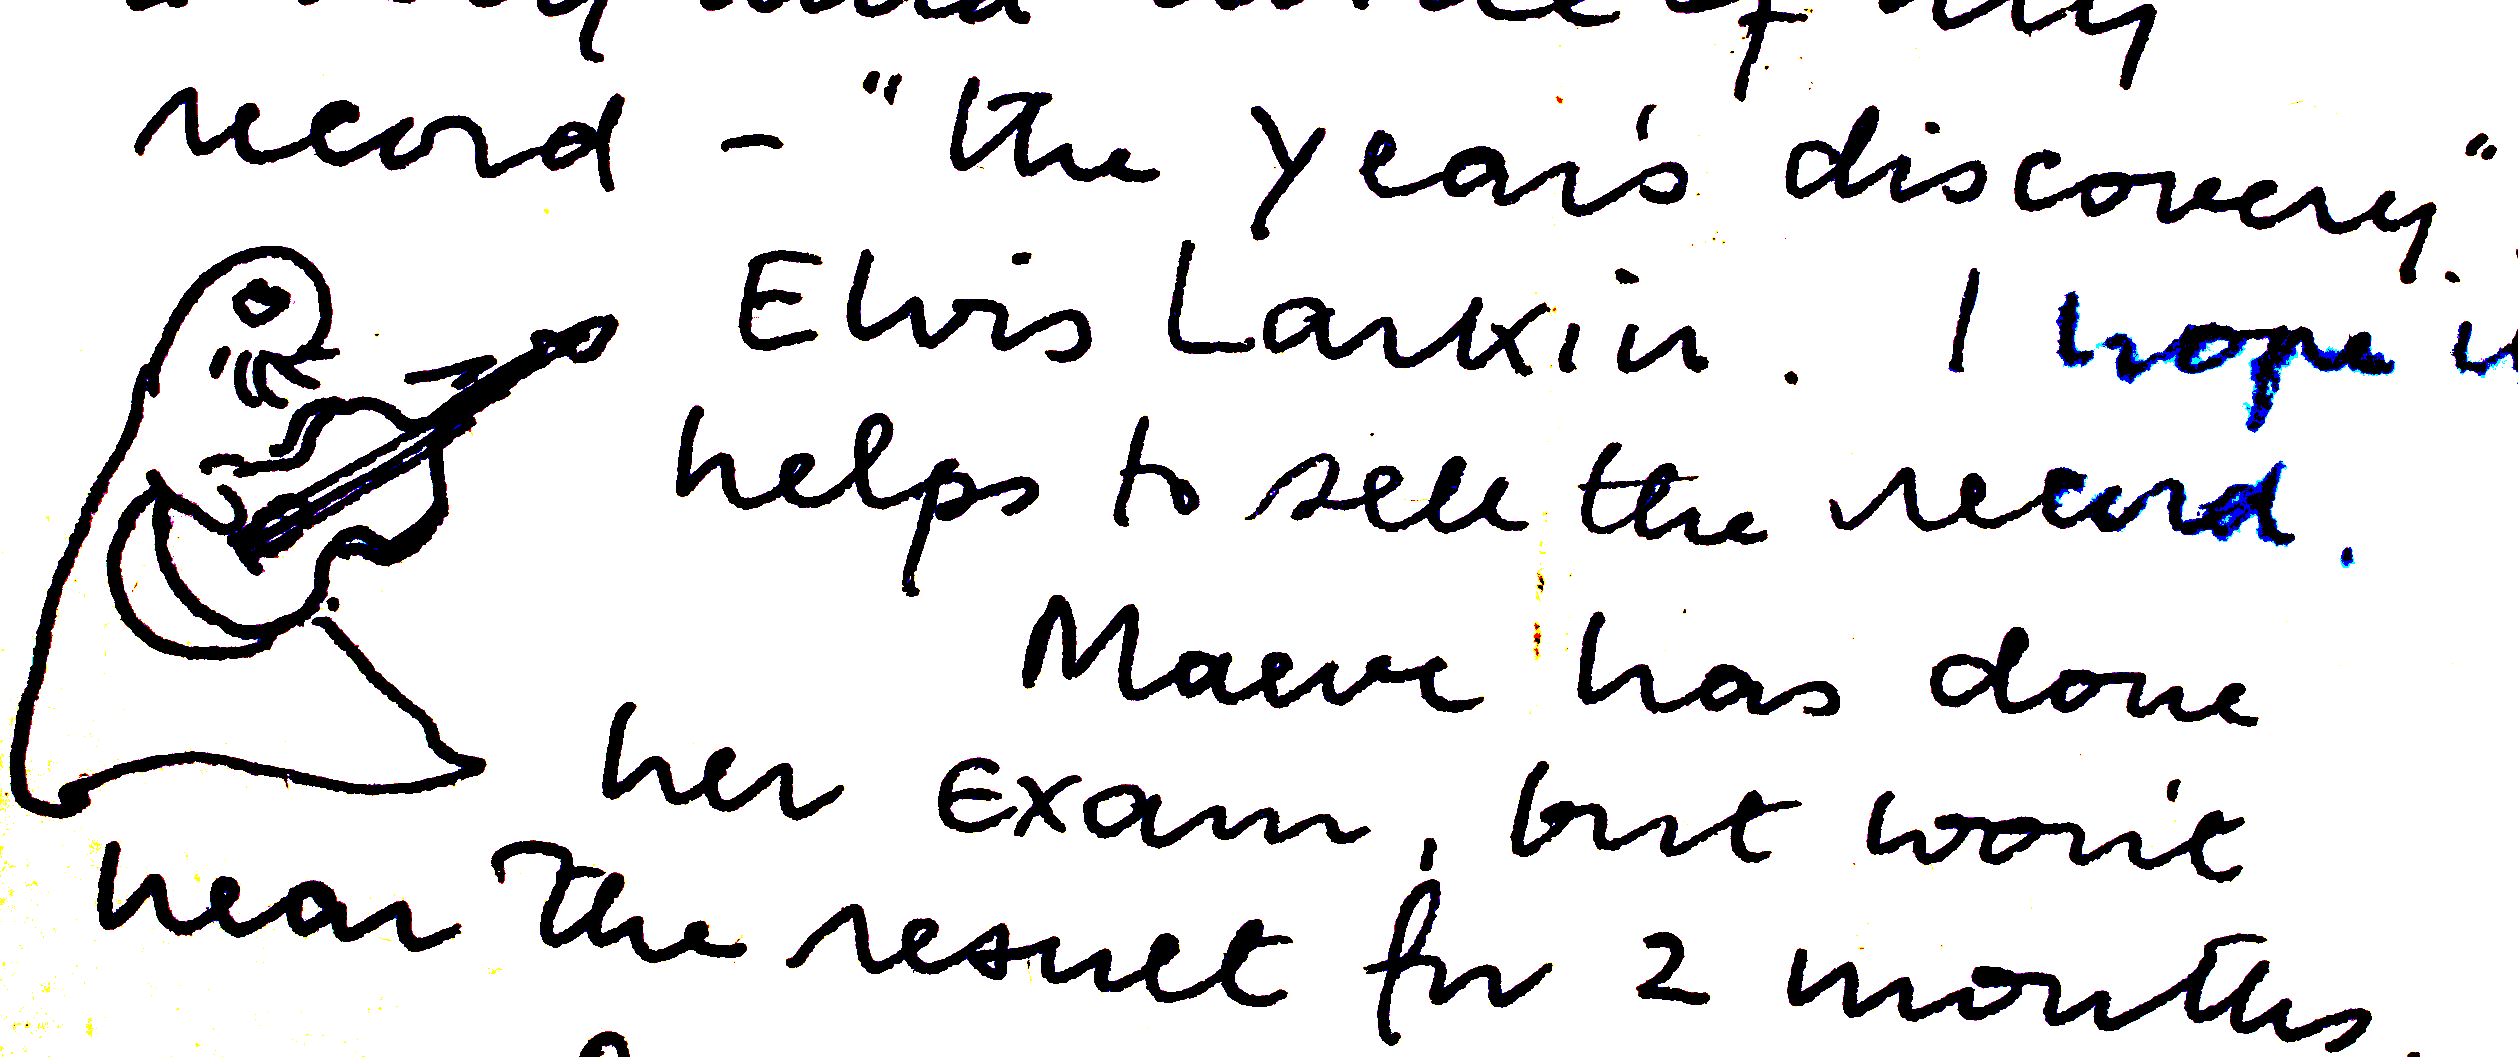 record - "the year's discovery".
Elvis Larkin. I hope
helps to sell the record.
Maeve has done
her exam, but won't
hear the result for 2 months.